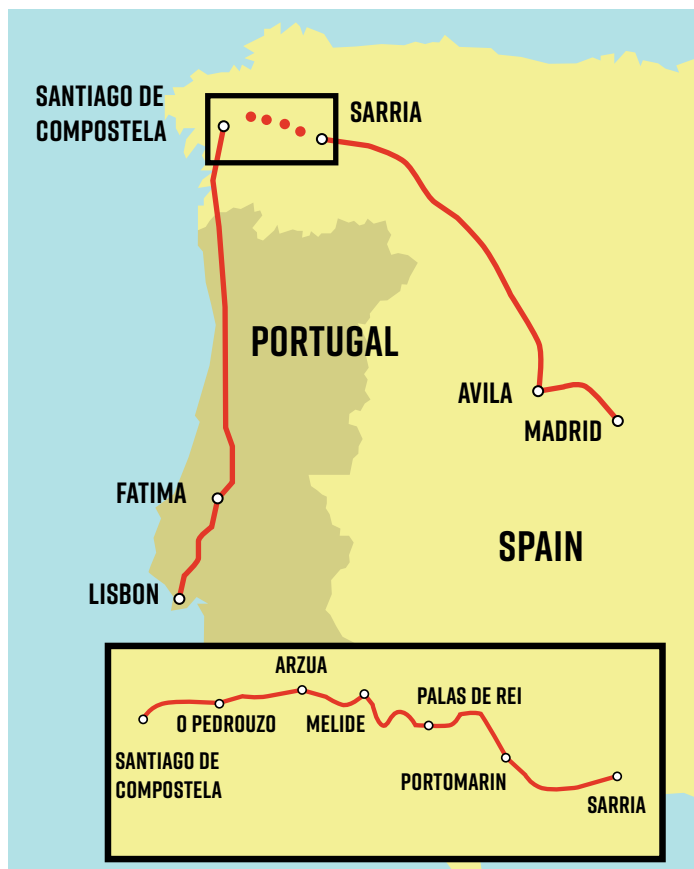 SANTIAGO DE
COMPOSTELA
SARRIA
PORTUGAL
AVILA
MADRID
FATIMA
SPAIN
LISBON
ARZUA
PALAS DE REI
O PEDROUZO
MELIDE
SANTIAGO DE
COMPOSTELA
PORTOMARIN
SARRIA